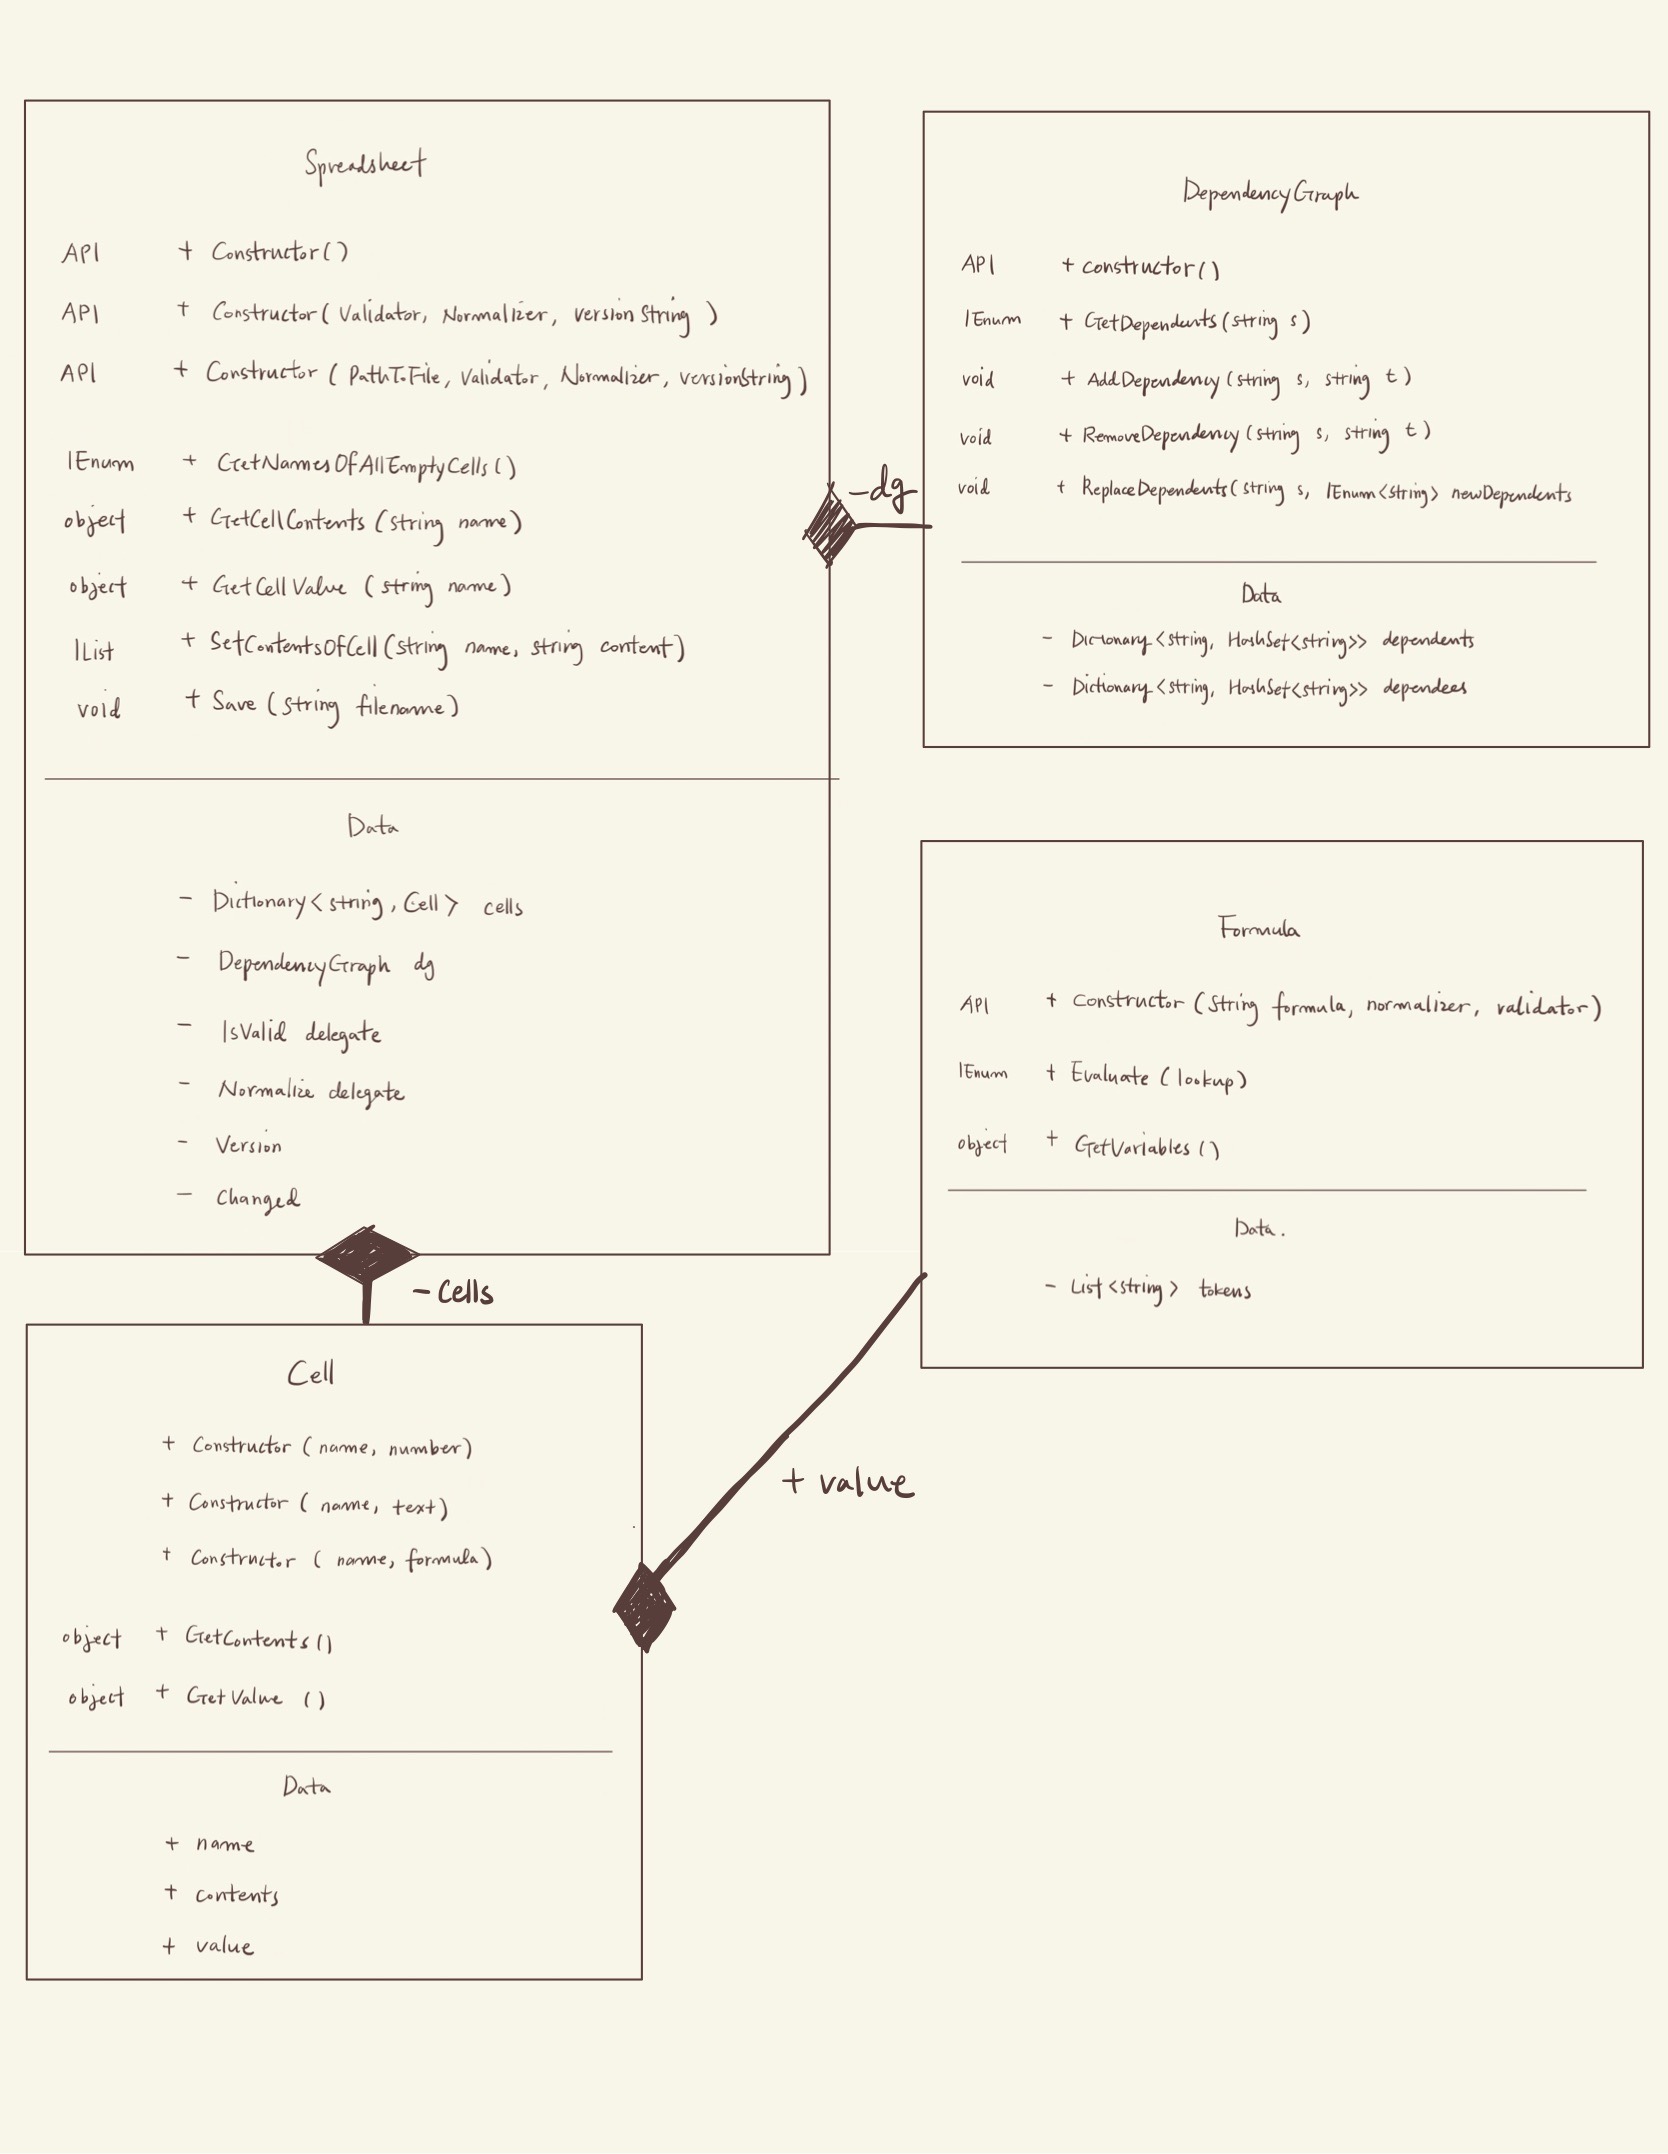 Spreadsheet
API + Constructor()
API + Constructor(Validator, Normalizer, versionString)
API + Constructor (PathToFile, Validator, Normalizer, versionString)
IEnum + GetNamesOfAllEmptyCells()
object + GetCellContents (string name)
object + GetCellValue (string name)
IList + SetContentsOfCell(string name, string content)
void + Save (string filename)
Data
- Dictionary<string, Cell> cells
- DependencyGraph dg
- IsValid delegate
- Normalize delegate
- Version
- Changed
-dg
DependencyGraph
API + constructor()
IEnum + GetDependents(string s)
void + AddDependency(string s, string t)
void + RemoveDependency(string s, string t)
void + ReplaceDependents(string s, IEnum<string> newDependents
Data
- Dictionary<string, HashSet<string>> dependents
- Dictionary<string, HashSet<string>> dependees
Formula
API + Constructor (String formula, normalizer, validator)
IEnum + Evaluate (lookup)
object + GetVariables()
Data.
- List<string> tokens
- Cells
+ value
Cell
+ Constructor (name, number)
+ Constructor (name, text)
+ Constructor (name, formula)
object + GetContents()
object + GetValue ()
Data
+ name
+ contents
+ value